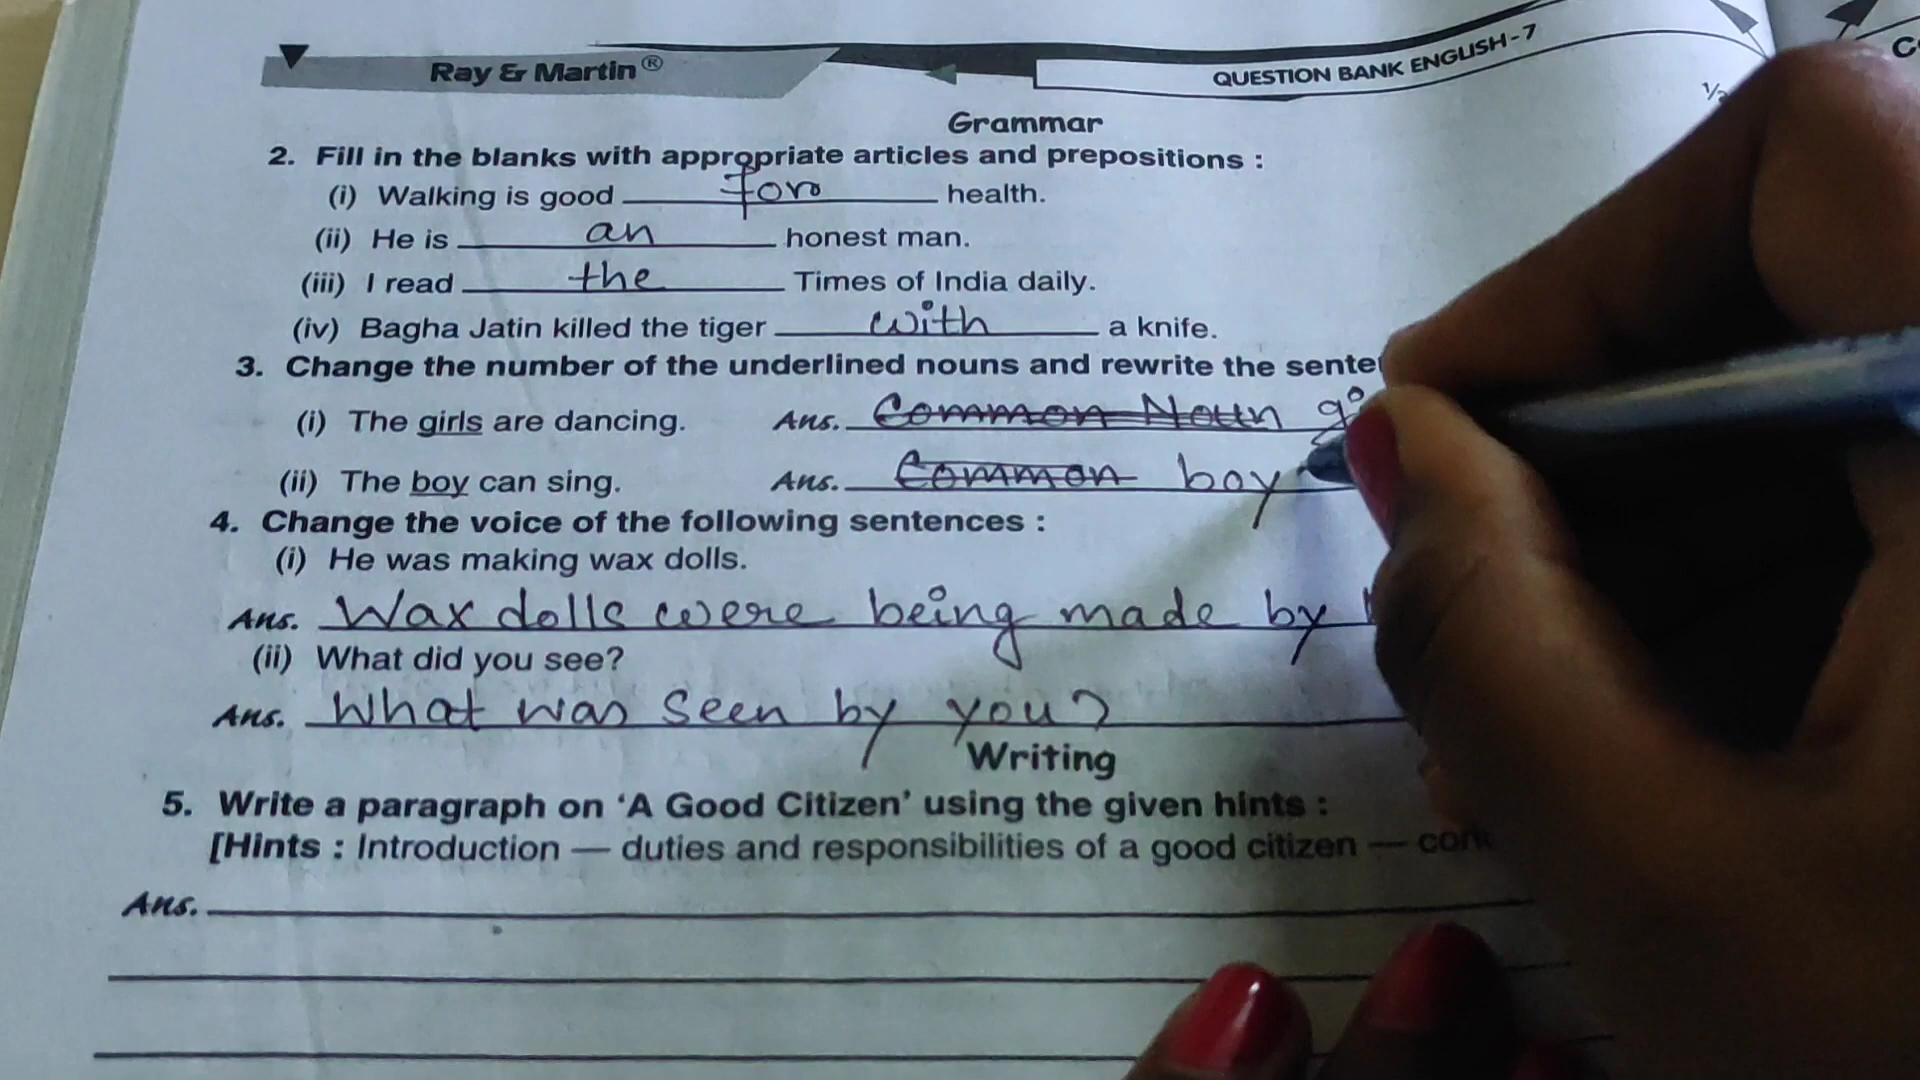 Ray & Martin®
QUESTION BANK ENGLISH-7
Grammar
2. Fill in the blanks with appropriate articles and prepositions :
(i) Walking is good for health.
(ii) He is an honest man.
(iii) I read the Times of India daily.
(iv) Bagha Jatin killed the tiger with a knife.
3. Change the number of the underlined nouns and rewrite the
(i) The girls are dancing. Ans. Common Noun
(ii) The boy can sing. Ans. Common boy
4. Change the voice of the following sentences :
(i) He was making wax dolls.
Ans. Wax dolls were being made by
(ii) What did you see?
Ans. What was seen by you?
Writing
5. Write a paragraph on ‘A Good Citizen’ using the given hints :
[Hints : Introduction — duties and responsibilities of a good citizen —
Ans.